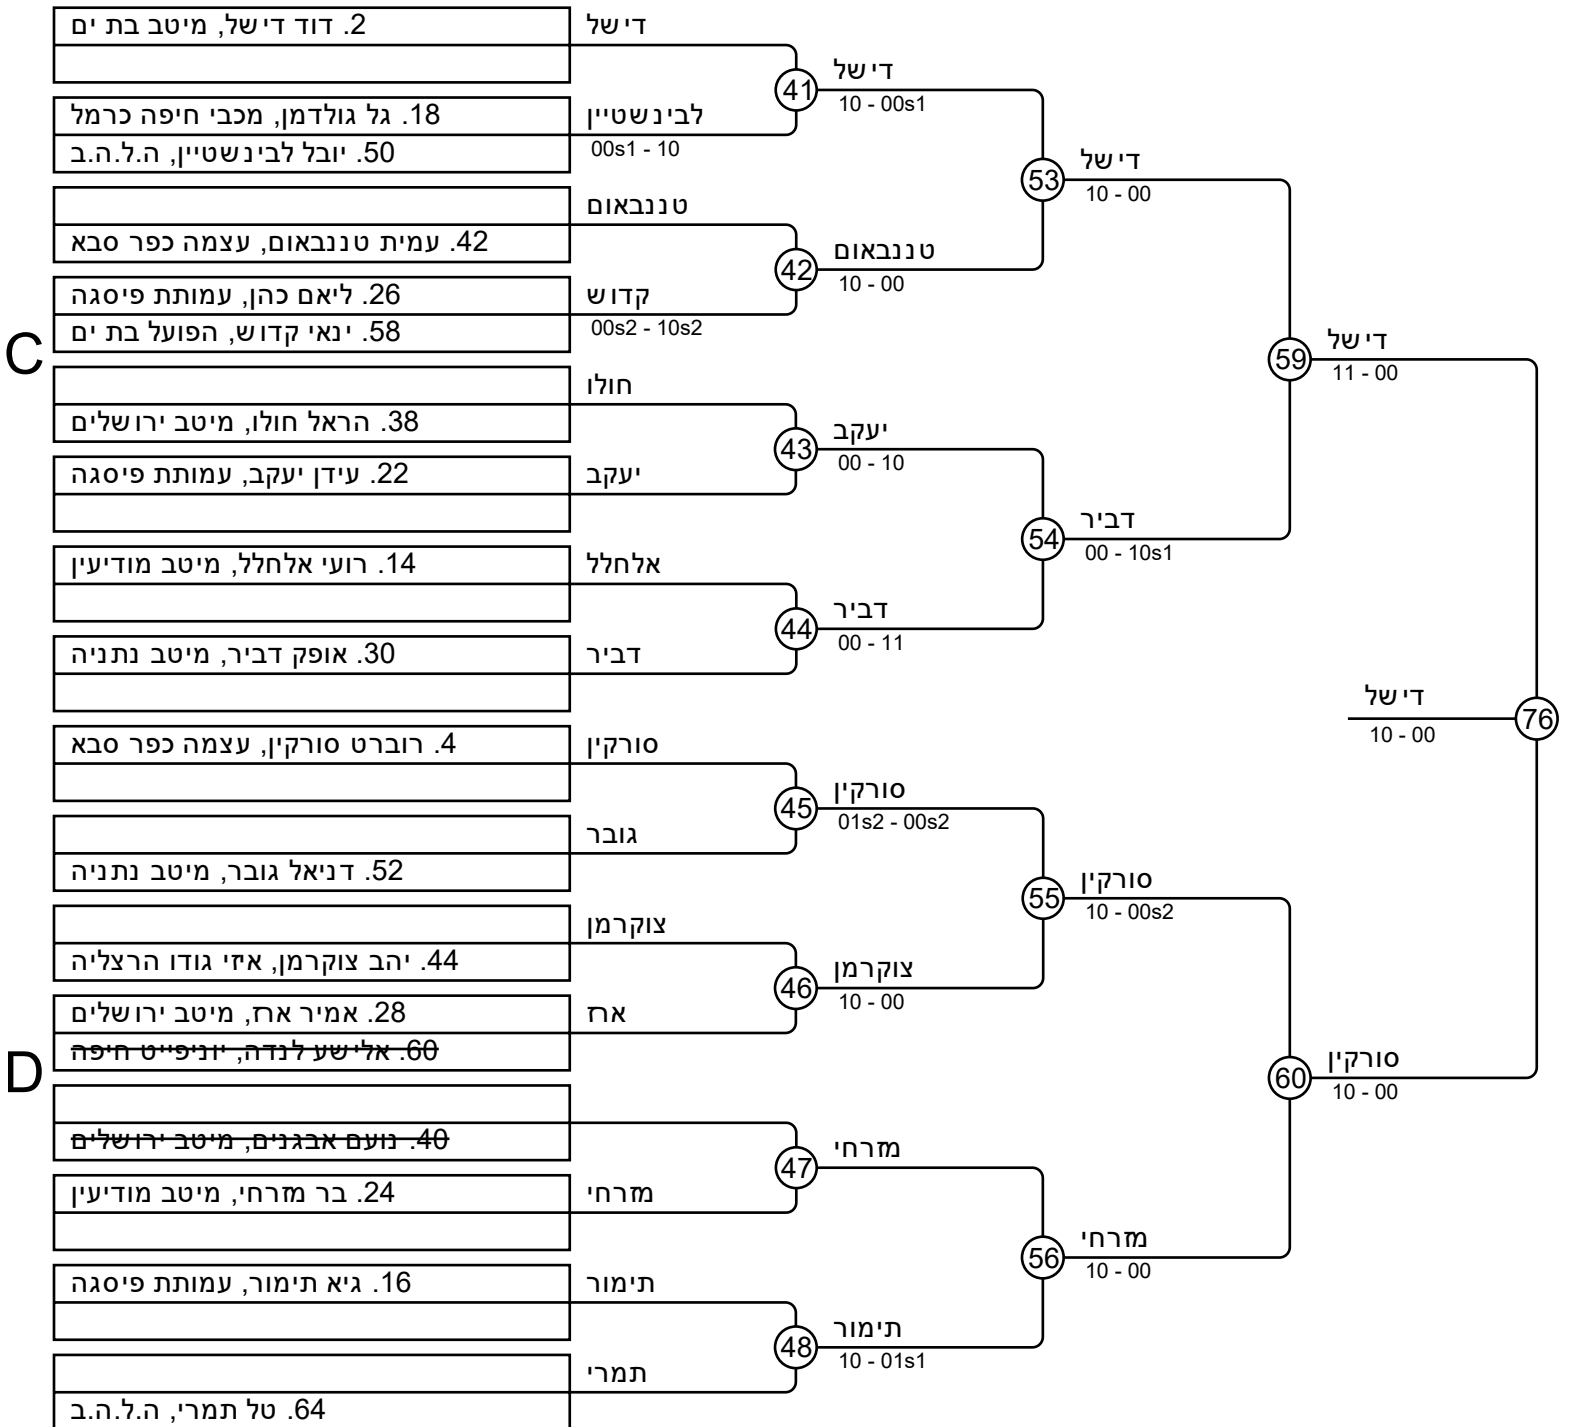 C
2. דוד דישל, מיטב בת ים
18. גל גולדמן, מכבי חיפה כרמל
50. יובל לבינשטיין, ה.ל.ה.ב
42. עמית טננבאום, עצמה כפר סבא
26. ליאם כהן, עמותת פיסגה
58. ינאי קדוש, הפועל בת ים
38. הראל חולו, מיטב ירושלים
22. עידן יעקב, עמותת פיסגה
14. רועי אלחלל, מיטב מודיעין
30. אופק דביר, מיטב נתניה
D
4. רוברט סורקין, עצמה כפר סבא
52. דניאל גובר, מיטב נתניה
44. יהב צוקרמן, איזי גודו הרצליה
28. אמיר ארז, מיטב ירושלים
60. אלישע לנדה, יוניפייט חיפה
40. נועם אבגנים, מיטב ירושלים
24. בר מזרחי, מיטב מודיעין
16. גיא תימור, עמותת פיסגה
64. טל תמרי, ה.ל.ה.ב
דישל
לבינשטיין
00s1 - 10
טננבאום
קדוש
00s2 - 10s2
חולו
יעקב
אלחלל
דביר
סורקין
גובר
צוקרמן
ארז
מזרחי
תימור
תמרי
41
דישל
10 - 00s1
42
טננבאום
10 - 00
43
יעקב
00 - 10
44
דביר
00 - 11
45
סורקין
01s2 - 00s2
46
צוקרמן
10 - 00
47
מזרחי
48
תימור
10 - 01s1
53
דישל
10 - 00
54
דביר
00 - 10s1
55
סורקין
10 - 00s2
56
מזרחי
10 - 00
59
דישל
11 - 00
60
סורקין
10 - 00
דישל
76
10 - 00